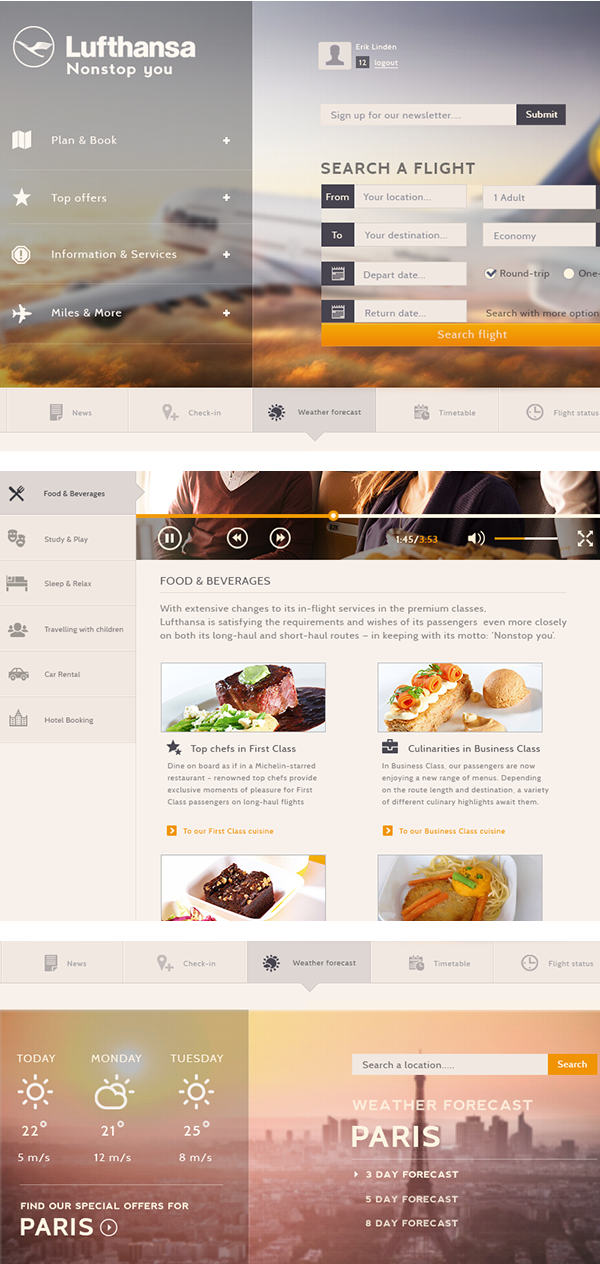 Lufthansa
Nonstop you
Plan & Book +
Top offers +
Information & Services +
Miles & More +
Erik Lindén
12 logout
Sign up for our newsletter.... Submit
SEARCH A FLIGHT
From Your location... 1 Adult
To Your destination... Economy
Depart date... Round-trip One-
Return date... Search with more option
Search flight
News Check-in Weather forecast Timetable Flight status
Food & Beverages
Study & Play
Sleep & Relax
Travelling with children
Car Rental
Hotel Booking
1:45/3:53
FOOD & BEVERAGES
With extensive changes to its in-flight services in the premium classes,
Lufthansa is satisfying the requirements and wishes of its passengers even more closely
on both its long-haul and short-haul routes – in keeping with its motto: 'Nonstop you'.
Top chefs in First Class
Dine on board as if in a Michelin-starred
restaurant – renowned top chefs provide
exclusive moments of pleasure for First
Class passengers on long-haul flights
To our First Class cuisine
Culinarities in Business Class
In Business Class, our passengers are now
enjoying a new range of menus. Depending
on the route length and destination, a variety
of different culinary highlights await them.
To our Business Class cuisine
News Check-in Weather forecast Timetable Flight status
TODAY MONDAY TUESDAY
22° 21° 25°
5 m/s 12 m/s 8 m/s
FIND OUR SPECIAL OFFERS FOR
PARIS
Search a location..... Search
WEATHER FORECAST
PARIS
3 DAY FORECAST
5 DAY FORECAST
8 DAY FORECAST